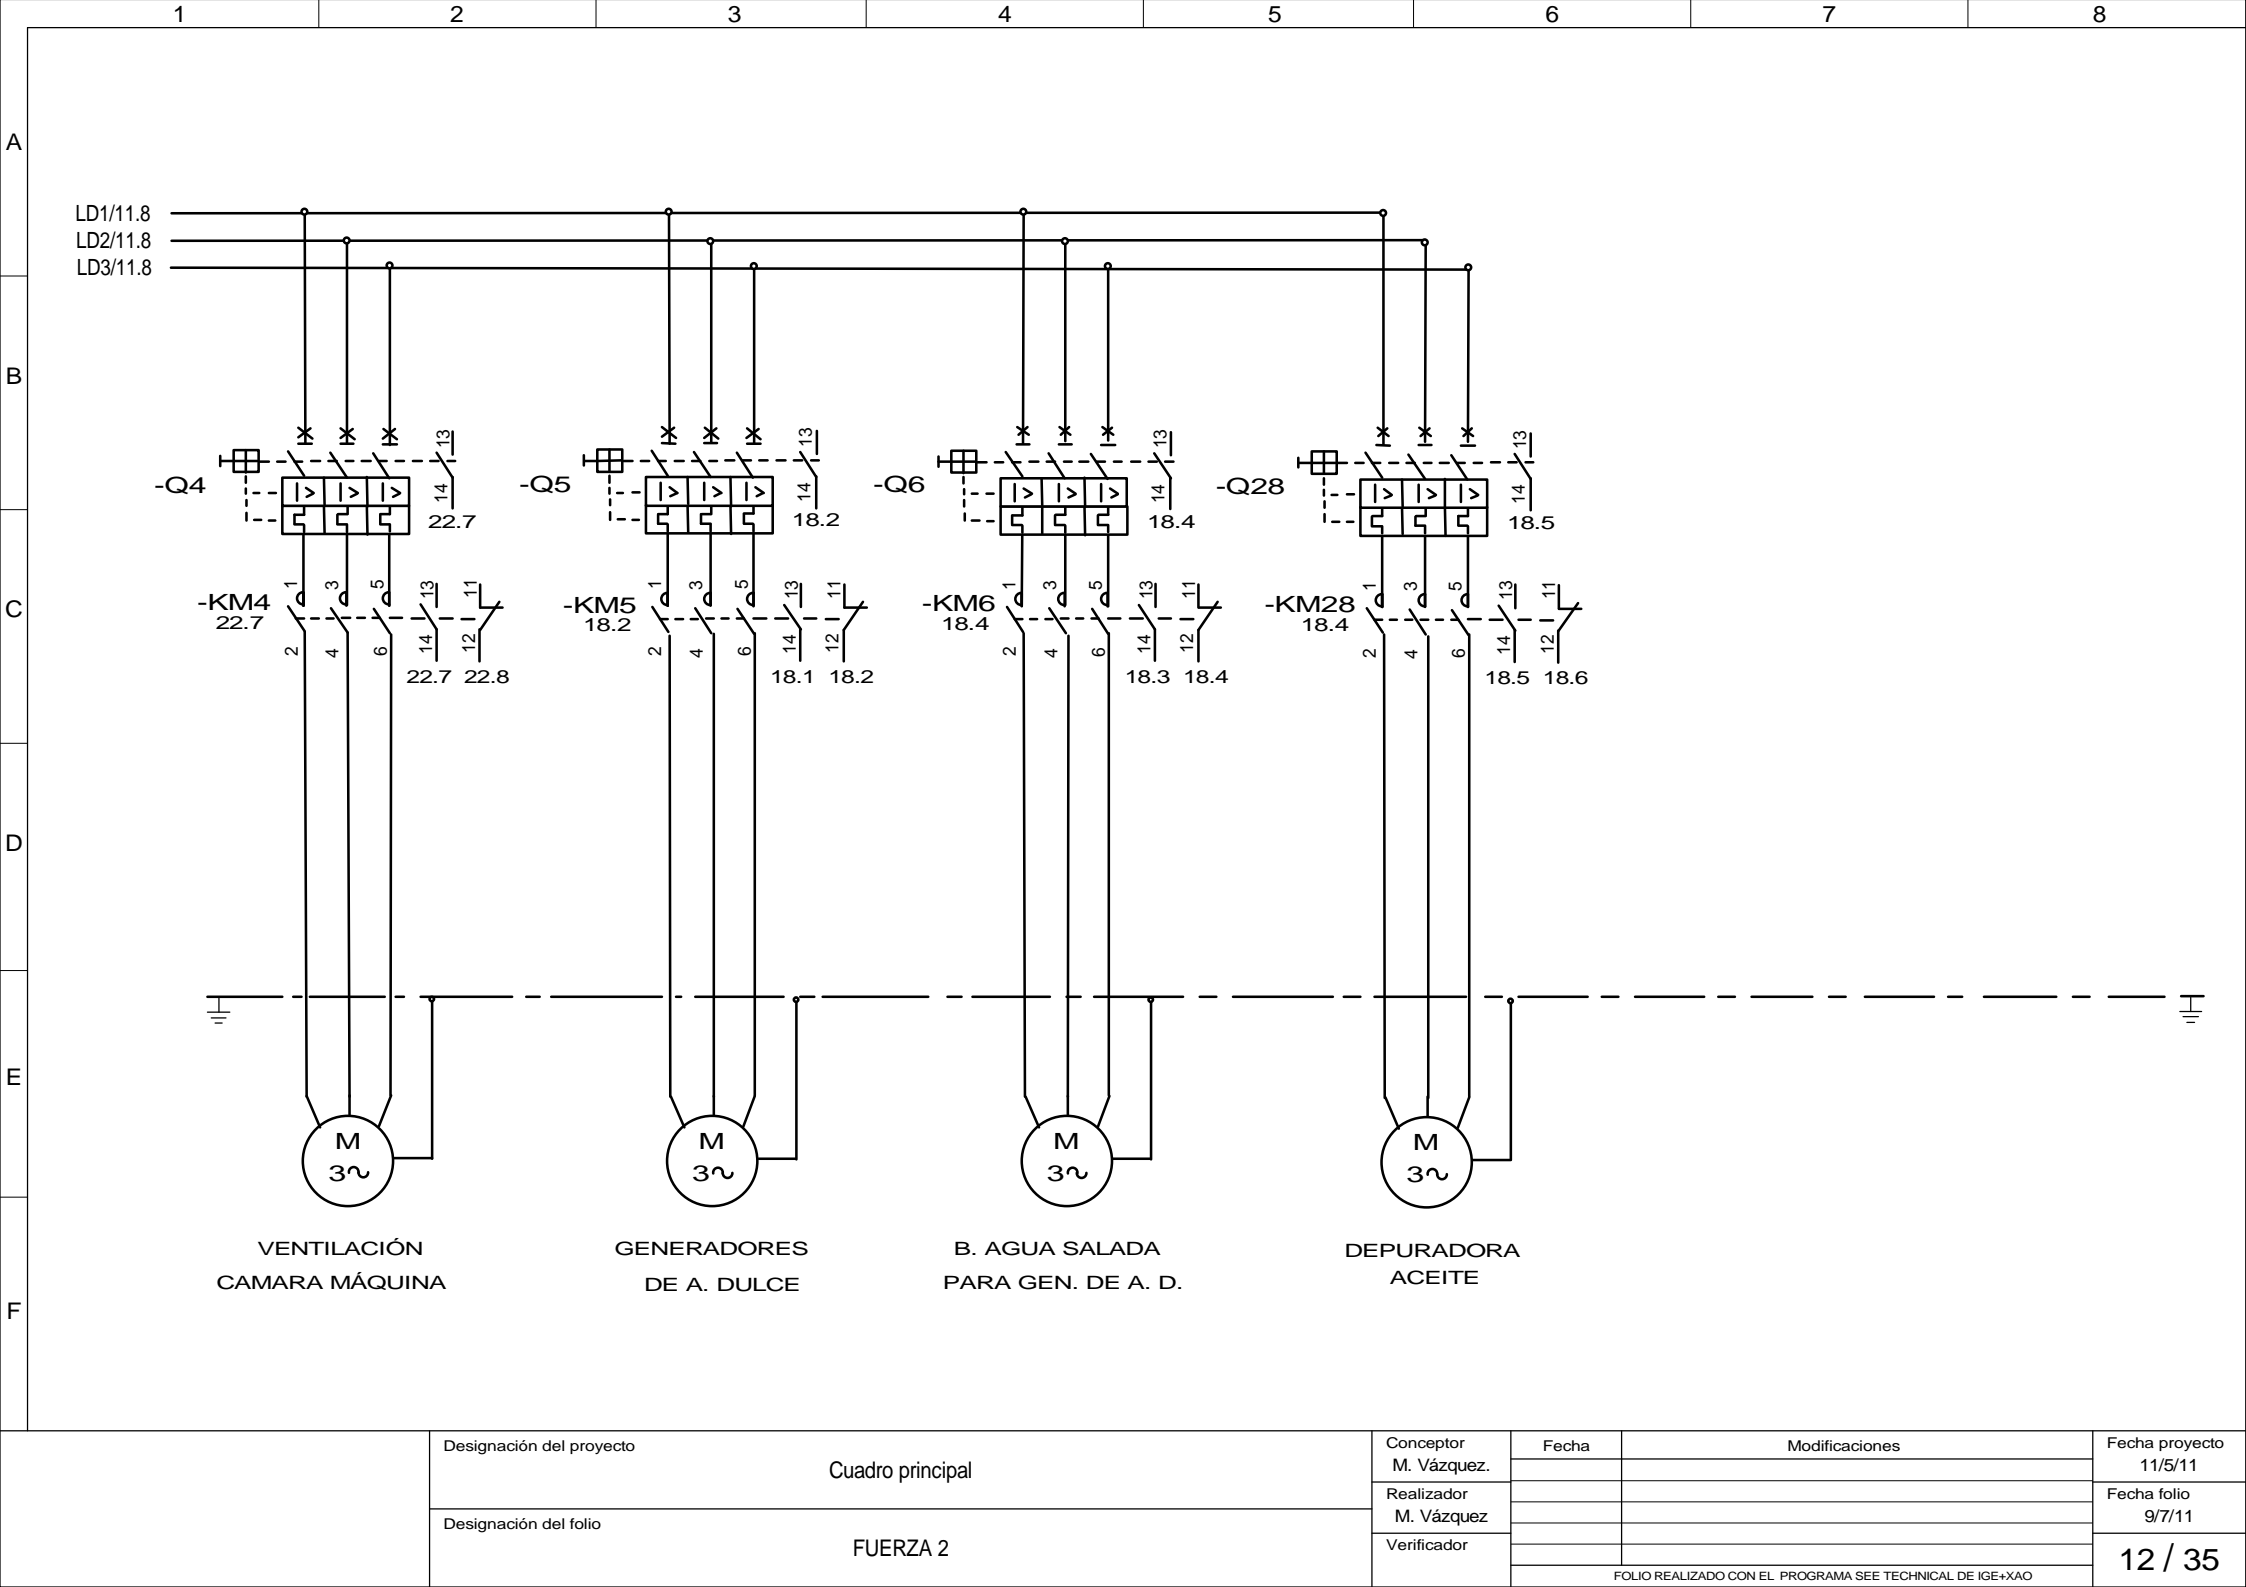 1 2 3 4 5 6 7 8
A
B
C
D
E
F
LD1/11.8
LD2/11.8
LD3/11.8
-Q4 I> I> I> 13 14 22.7
-Q5 I> I> I> 13 14 18.2
-Q6 I> I> I> 13 14 18.4
-Q28 I> I> I> 13 14 18.5
-KM4 22.7 1 3 5 13 11
2 4 6 14 12
22.7 22.8
-KM5 18.2 1 3 5 13 11
2 4 6 14 12
18.1 18.2
-KM6 18.4 1 3 5 13 11
2 4 6 14 12
18.3 18.4
-KM28 18.4 1 3 5 13 11
2 4 6 14 12
18.5 18.6
M
3~
M
3~
M
3~
M
3~
VENTILACIÓN
CAMARA MÁQUINA
GENERADORES
DE A. DULCE
B. AGUA SALADA
PARA GEN. DE A. D.
DEPURADORA
ACEITE
Designación del proyecto
Cuadro principal
Designación del folio
FUERZA 2
Conceptor
M. Vázquez.
Realizador
M. Vázquez
Verificador
Fecha
Modificaciones
FOLIO REALIZADO CON EL PROGRAMA SEE TECHNICAL DE IGE+XAO
Fecha proyecto
11/5/11
Fecha folio
9/7/11
12 / 35